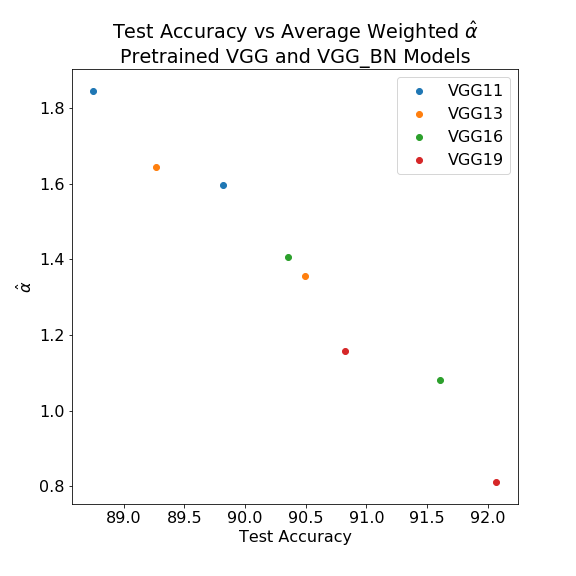 Test Accuracy vs Average Weighted α̂
Pretrained VGG and VGG_BN Models
VGG11
VGG13
VGG16
VGG19
1.8
1.6
1.4
1.2
1.0
0.8
α̂
89.0 89.5 90.0 90.5 91.0 91.5 92.0
Test Accuracy